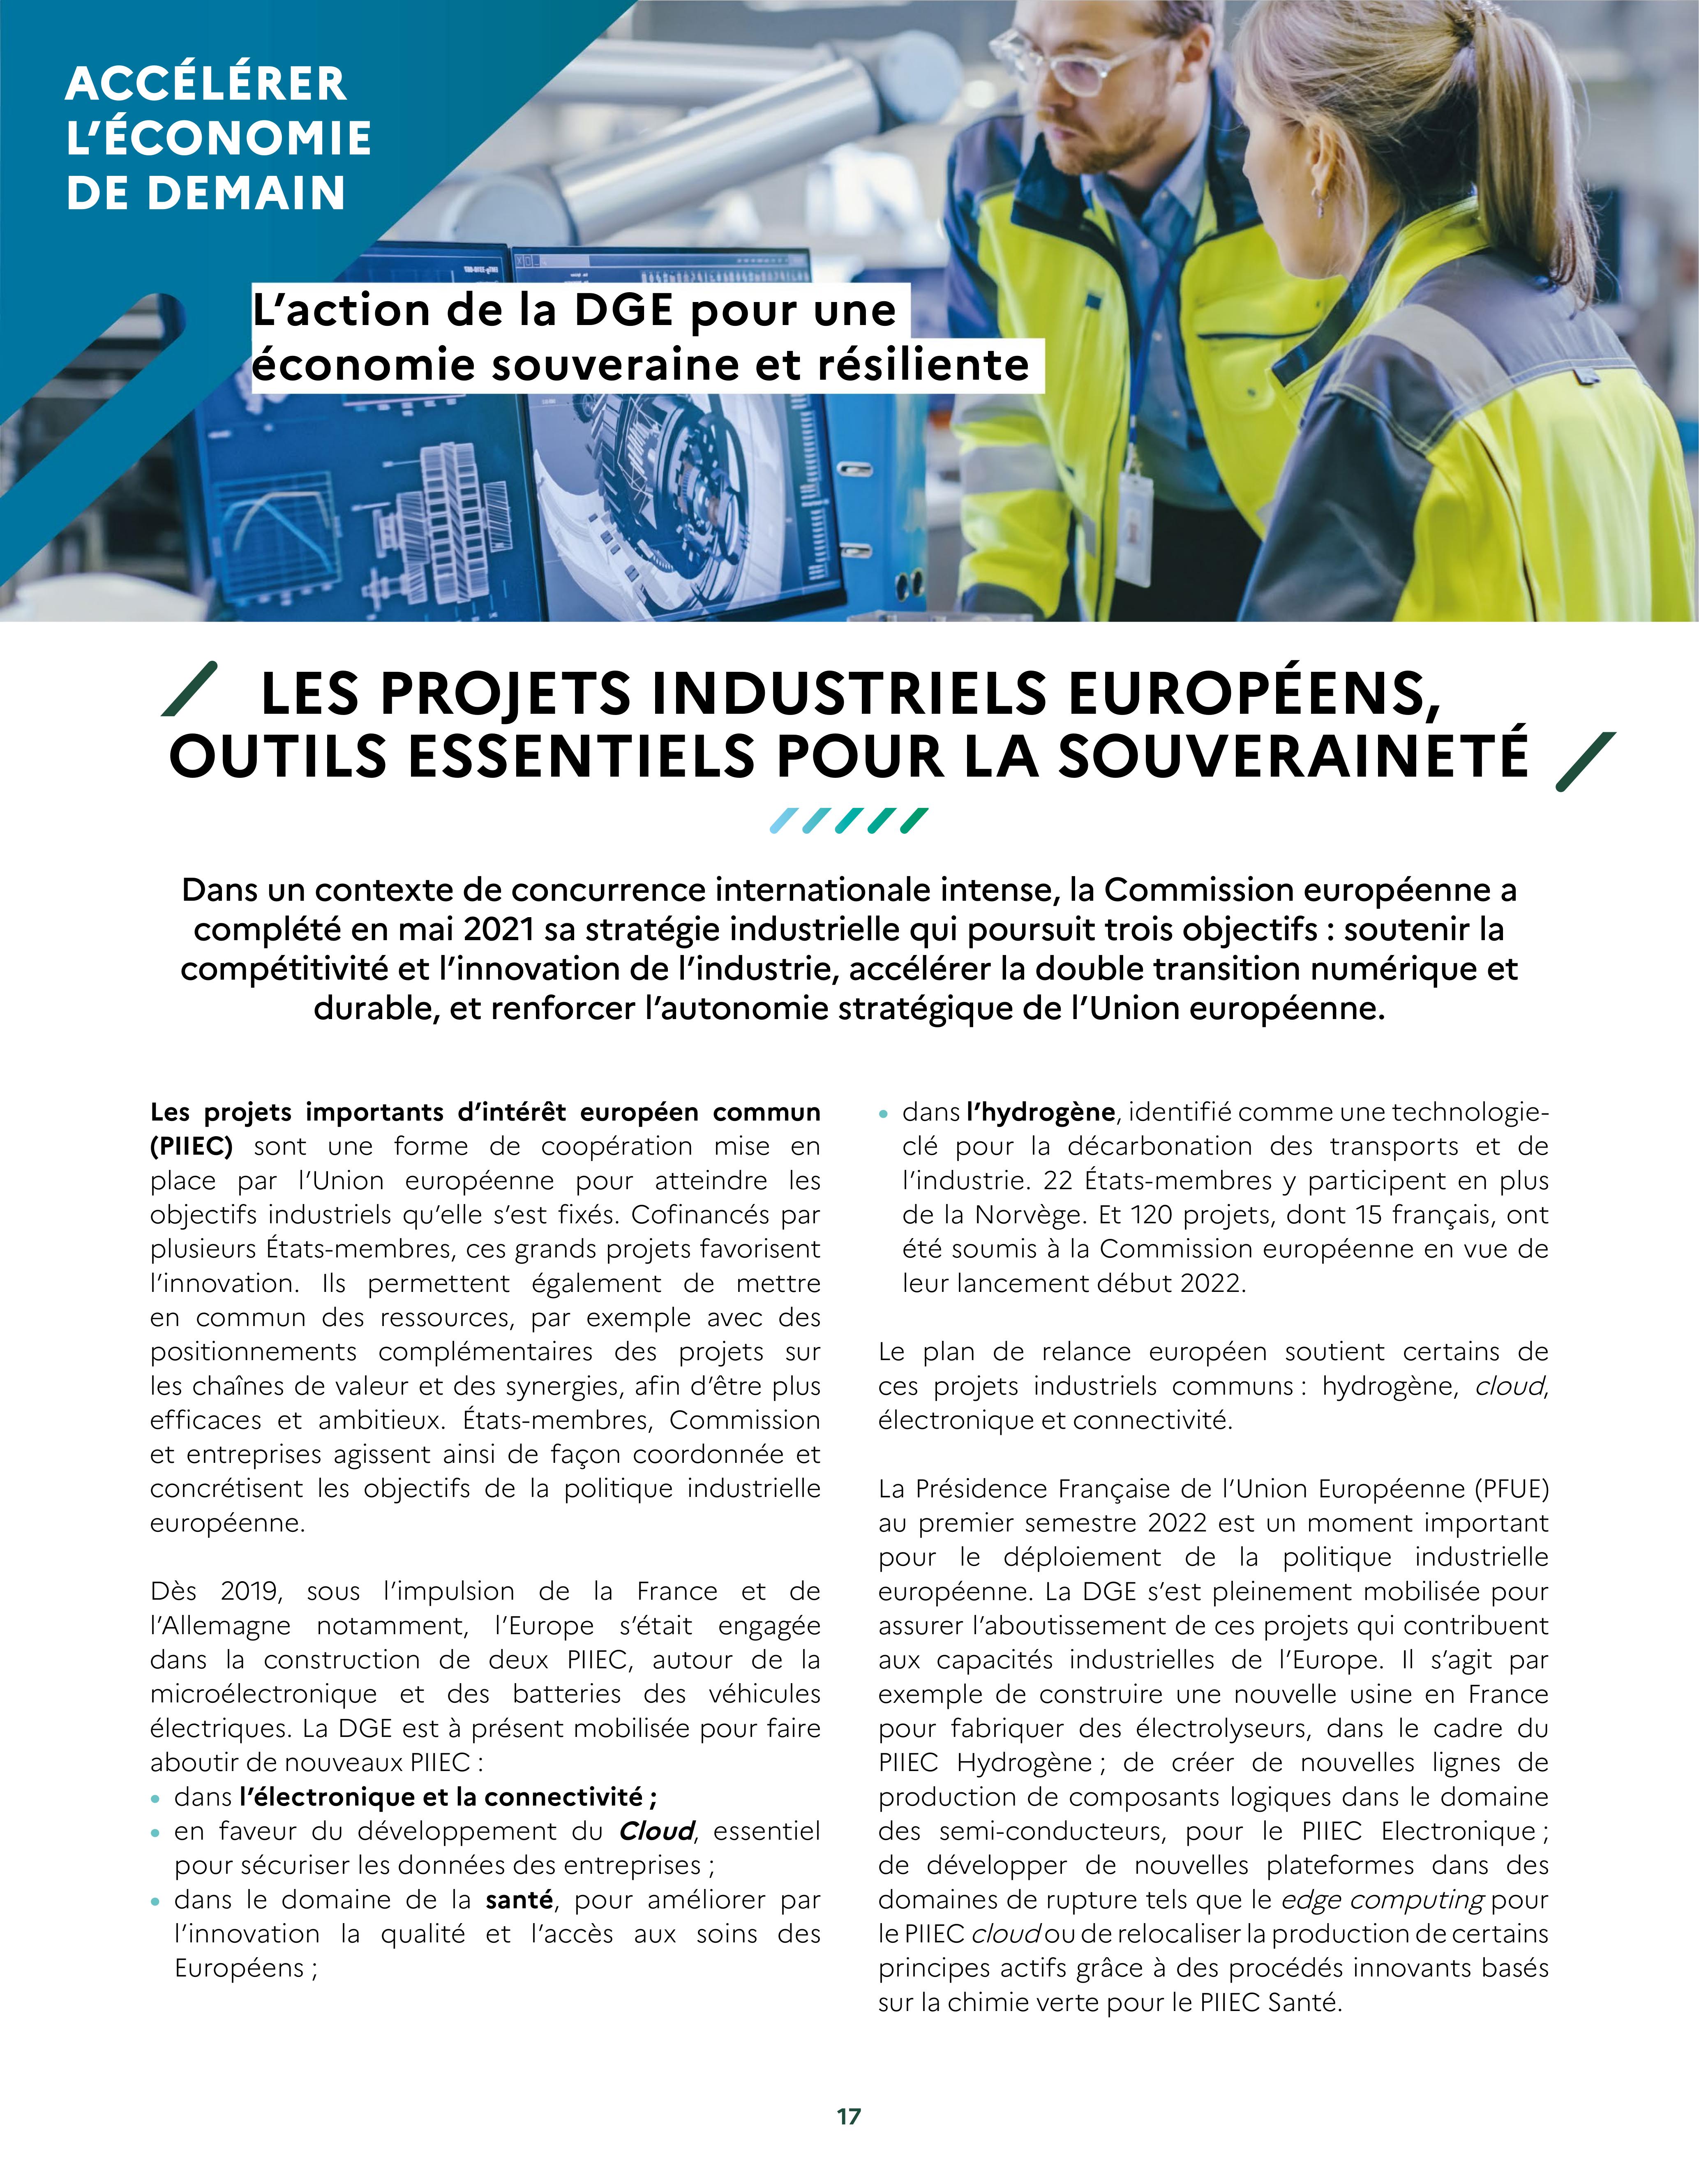 ACCÉLÉRER
L'ÉCONOMIE
DE DEMAIN
L'action de la DGE pour une
économie souveraine et résiliente
LES PROJETS INDUSTRIELS EUROPÉENS,
OUTILS ESSENTIELS POUR LA SOUVERAINETÉ
Dans un contexte de concurrence internationale intense, la Commission européenne a
complété en mai 2021 sa stratégie industrielle qui poursuit trois objectifs : soutenir la
compétitivité et l'innovation de l'industrie, accélérer la double transition numérique et
durable, et renforcer l'autonomie stratégique de l'Union européenne.
Les projets importants d'intérêt européen commun
(PIIEC) sont une forme de coopération mise en
place par l'Union européenne pour atteindre les
objectifs industriels qu'elle s'est fixés. Cofinancés par
plusieurs États-membres, ces grands projets favorisent
l'innovation. Ils permettent également de mettre
en commun des ressources, par exemple avec des
positionnements complémentaires des projets sur
les chaînes de valeur et des synergies, afin d'être plus
efficaces et ambitieux. États-membres, Commission
et entreprises agissent ainsi de façon coordonnée et
concrétisent les objectifs de la politique industrielle
européenne.
Dès 2019, sous l'impulsion de la France et de
l'Allemagne notamment, l'Europe s'était engagée
dans la construction de deux PIIEC, autour de la
microélectronique et des batteries des véhicules
électriques. La DGE est à présent mobilisée pour faire
aboutir de nouveaux PIIEC :
• dans l'électronique et la connectivité ;
• en faveur du développement du Cloud, essentiel
pour sécuriser les données des entreprises ;
• dans le domaine de la santé, pour améliorer par
l'innovation la qualité et l'accès aux soins des
Européens ;
• dans l'hydrogène, identifié comme une technologie-
clé pour la décarbonation des transports et de
l'industrie. 22 États-membres y participent en plus
de la Norvège. Et 120 projets, dont 15 français, ont
été soumis à la Commission européenne en vue de
leur lancement début 2022.
Le plan de relance européen soutient certains de
ces projets industriels communs : hydrogène, cloud,
électronique et connectivité.
La Présidence Française de l'Union Européenne (PFUE)
au premier semestre 2022 est un moment important
pour le déploiement de la politique industrielle
européenne. La DGE s'est pleinement mobilisée pour
assurer l'aboutissement de ces projets qui contribuent
aux capacités industrielles de l'Europe. Il s'agit par
exemple de construire une nouvelle usine en France
pour fabriquer des électrolyseurs, dans le cadre du
PIIEC Hydrogène ; de créer de nouvelles lignes de
production de composants logiques dans le domaine
des semi-conducteurs, pour le PIIEC Electronique ;
de développer de nouvelles plateformes dans des
domaines de rupture tels que le edge computing pour
le PIIEC cloud ou de relocaliser la production de certains
principes actifs grâce à des procédés innovants basés
sur la chimie verte pour le PIIEC Santé.
17